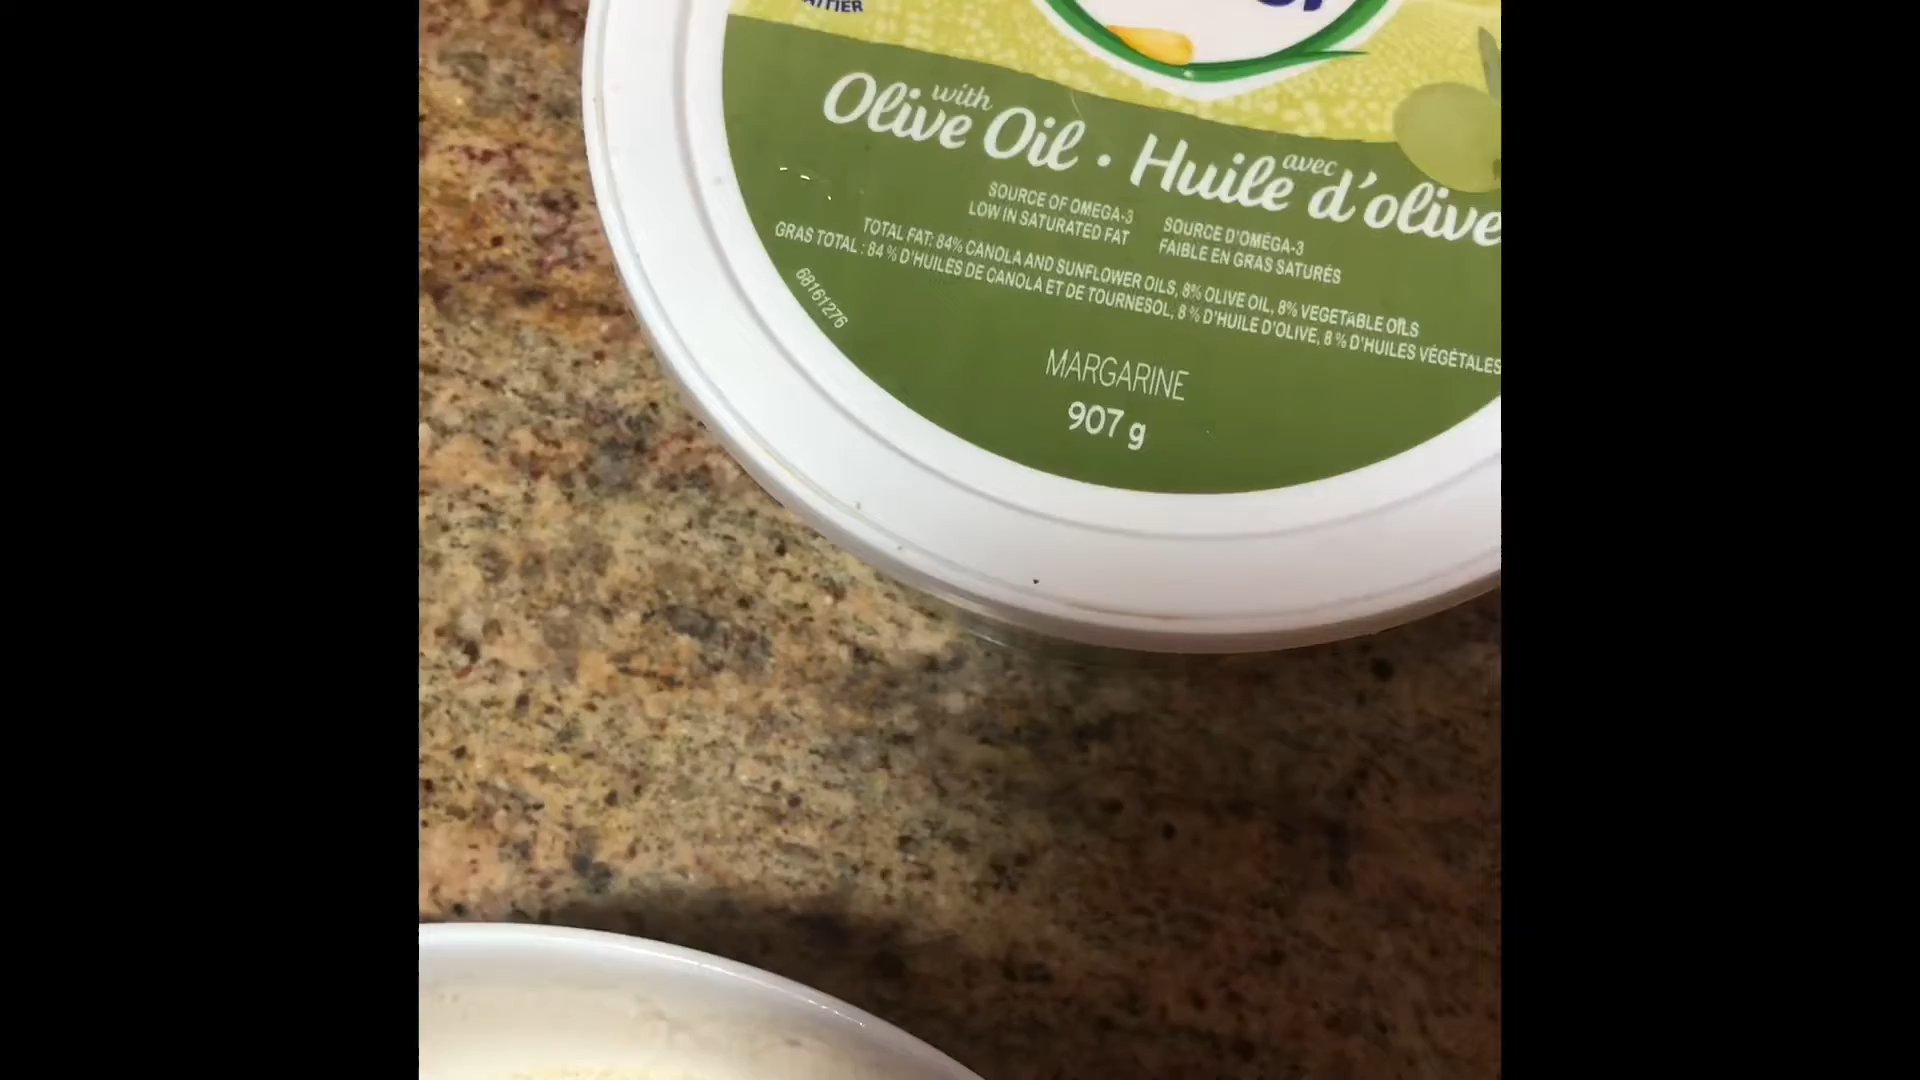 with
Olive Oil • Huile avec d'olive
SOURCE OF OMEGA-3
LOW IN SATURATED FAT
SOURCE D'OMÉGA-3
FAIBLE EN GRAS SATURÉS
TOTAL FAT: 84% CANOLA AND SUNFLOWER OILS, 8% OLIVE OIL, 8% VEGETABLE OILS
GRAS TOTAL : 84 % D'HUILES DE CANOLA ET DE TOURNESOL, 8 % D'HUILE D'OLIVE, 8 % D'HUILES VÉGÉTALES
68161276
MARGARINE
907 g